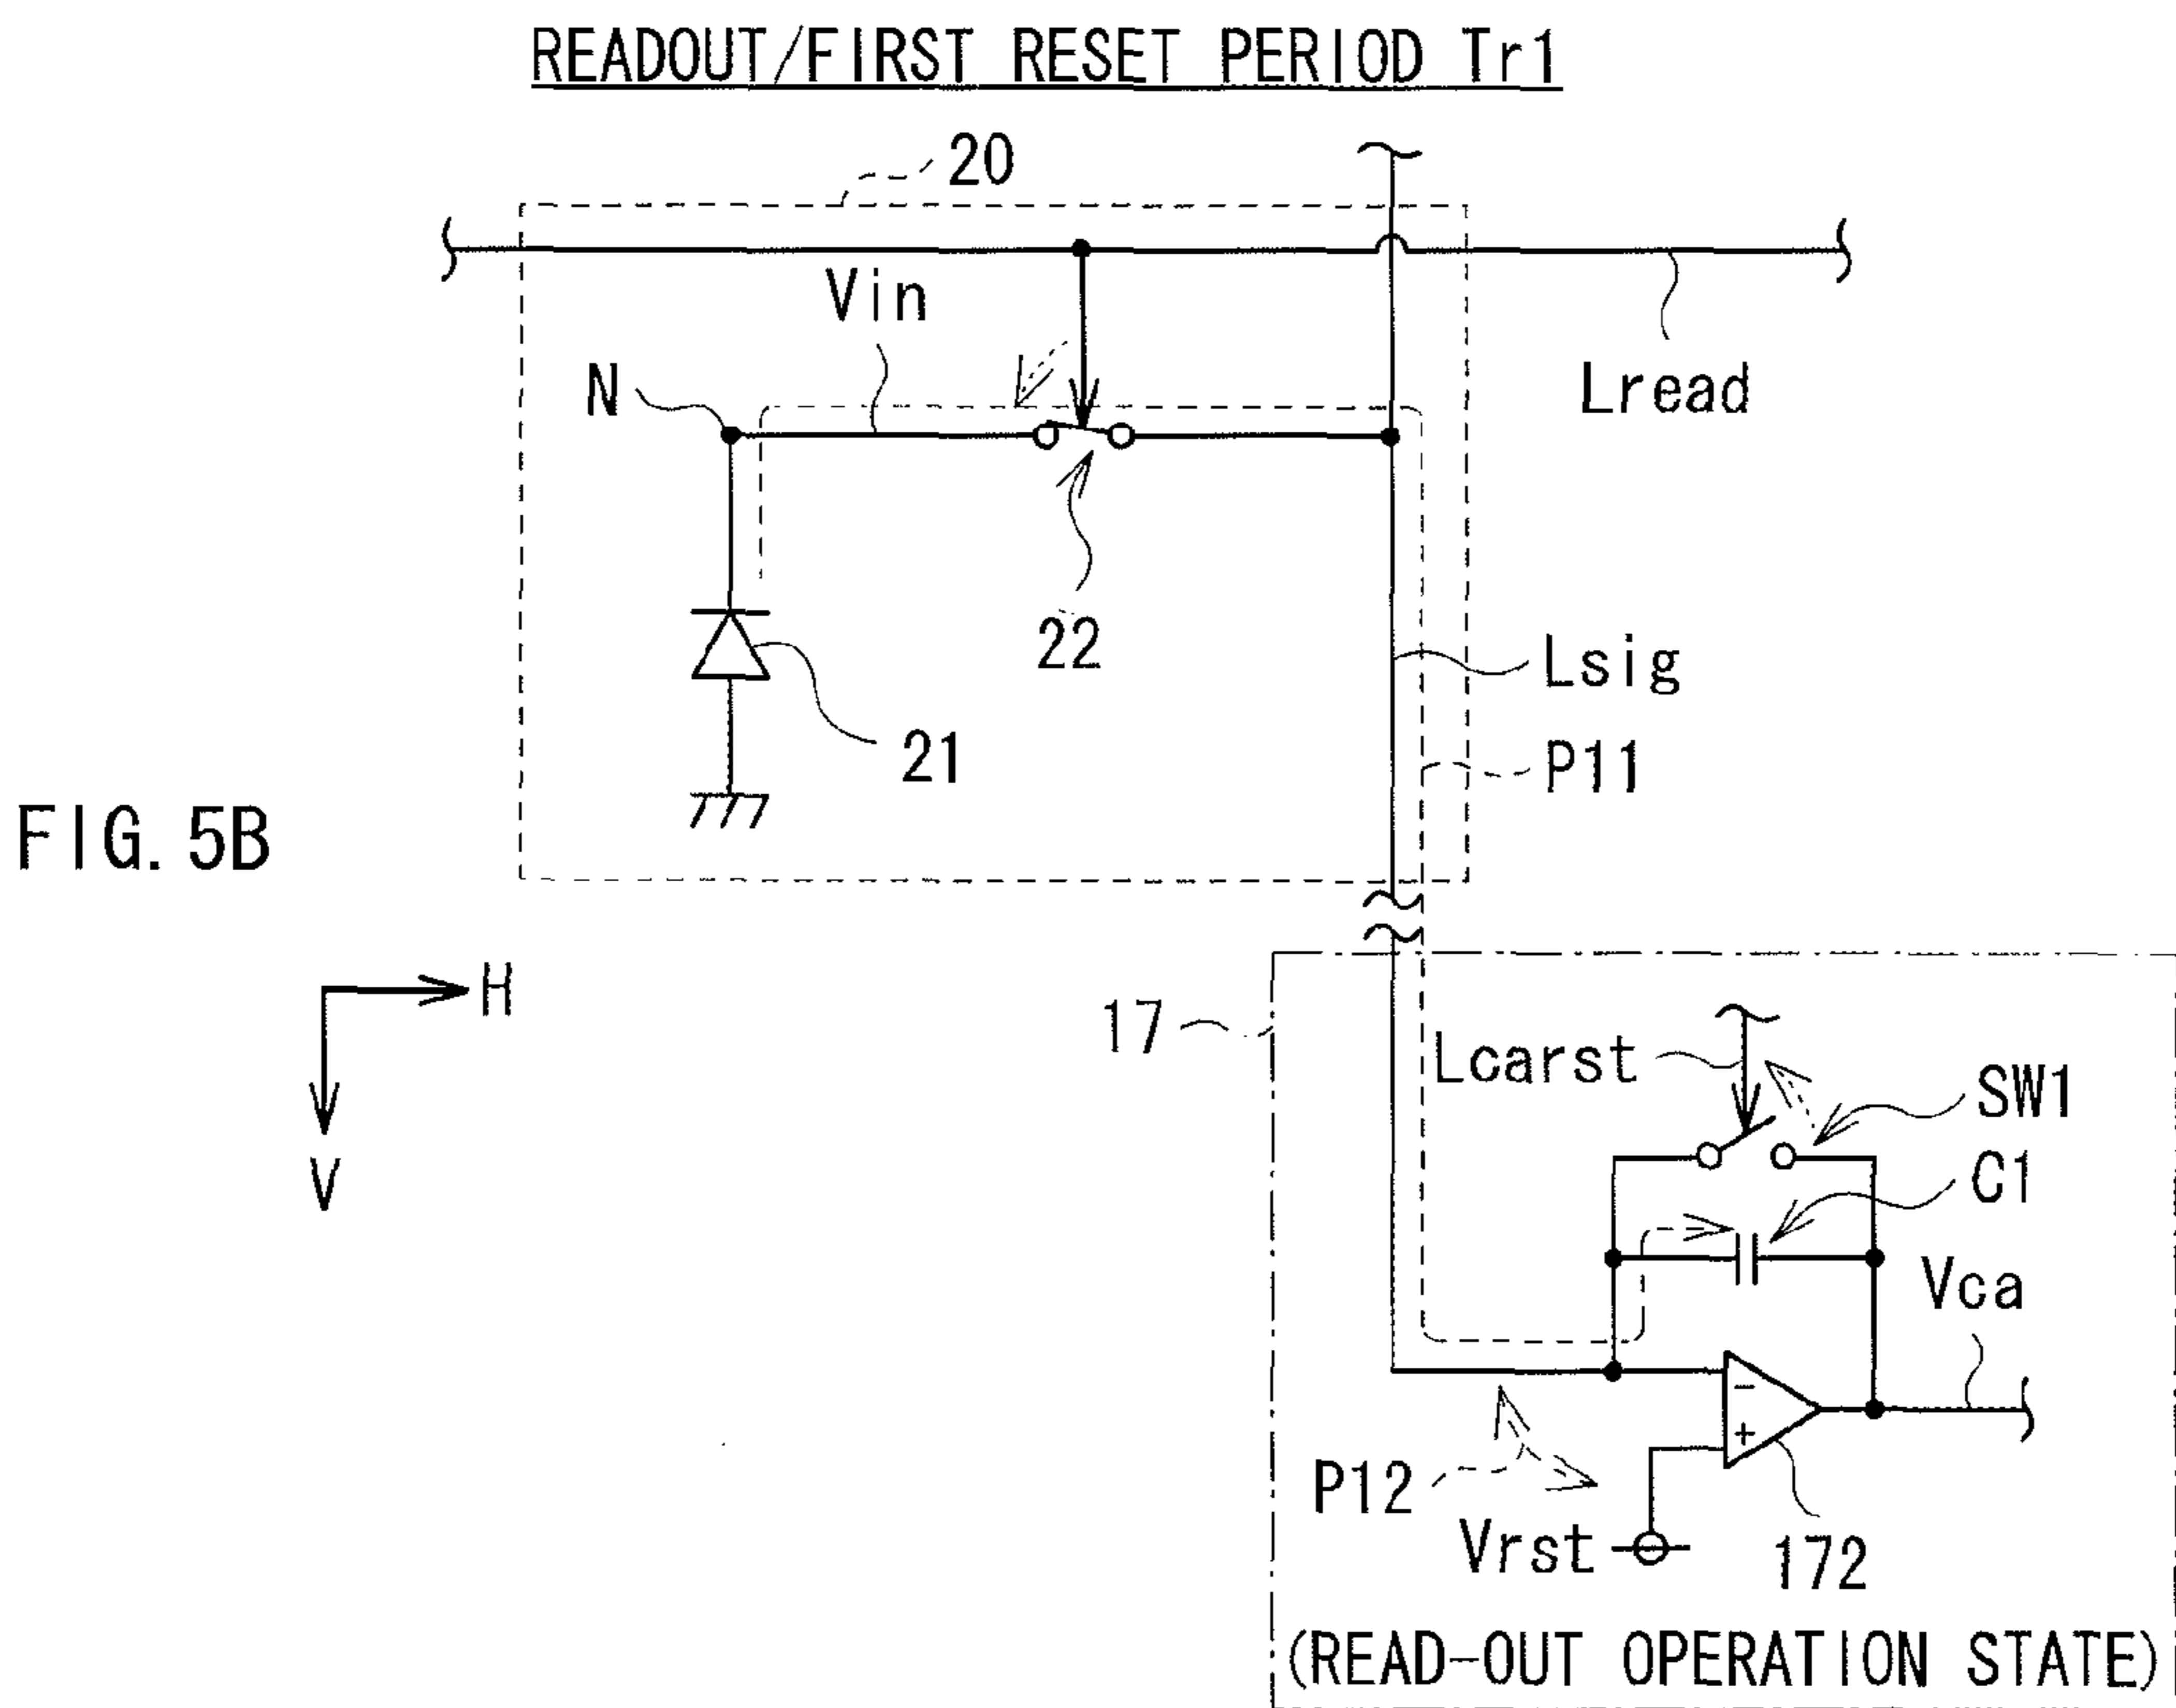 READOUT/FIRST RESET PERIOD Tr1
20
Vin
N
Lread
22
Lsig
21
P11
FIG. 5B
H
17
Lcarst
SW1
V
C1
Vca
−
+
P12
Vrst
172
(READ-OUT OPERATION STATE)